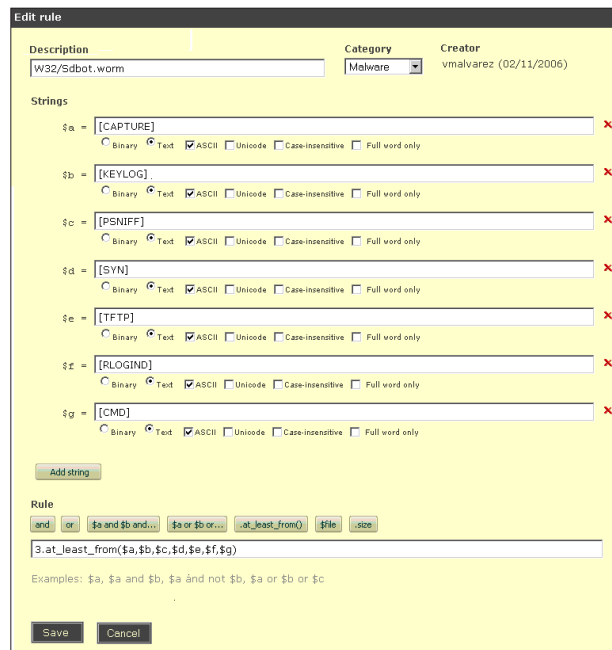 Edit rule
Description Category Creator
W32/Sdbot.worm Malware vmalvarez (02/11/2006)
Strings
$a = [CAPTURE]
Binary Text ASCII Unicode Case-insensitive Full word only
$b = [KEYLOG]
Binary Text ASCII Unicode Case-insensitive Full word only
$c = [PSNIFF]
Binary Text ASCII Unicode Case-insensitive Full word only
$d = [SYN]
Binary Text ASCII Unicode Case-insensitive Full word only
$e = [TFTP]
Binary Text ASCII Unicode Case-insensitive Full word only
$f = [RLOGIND]
Binary Text ASCII Unicode Case-insensitive Full word only
$g = [CMD]
Binary Text ASCII Unicode Case-insensitive Full word only
Add string
Rule
and or $a and $b and... $a or $b or... .at_least_from() $file .size
3.at_least_from($a,$b,$c,$d,$e,$f,$g)
Examples: $a, $a and $b, $a and not $b, $a or $b or $c
Save Cancel